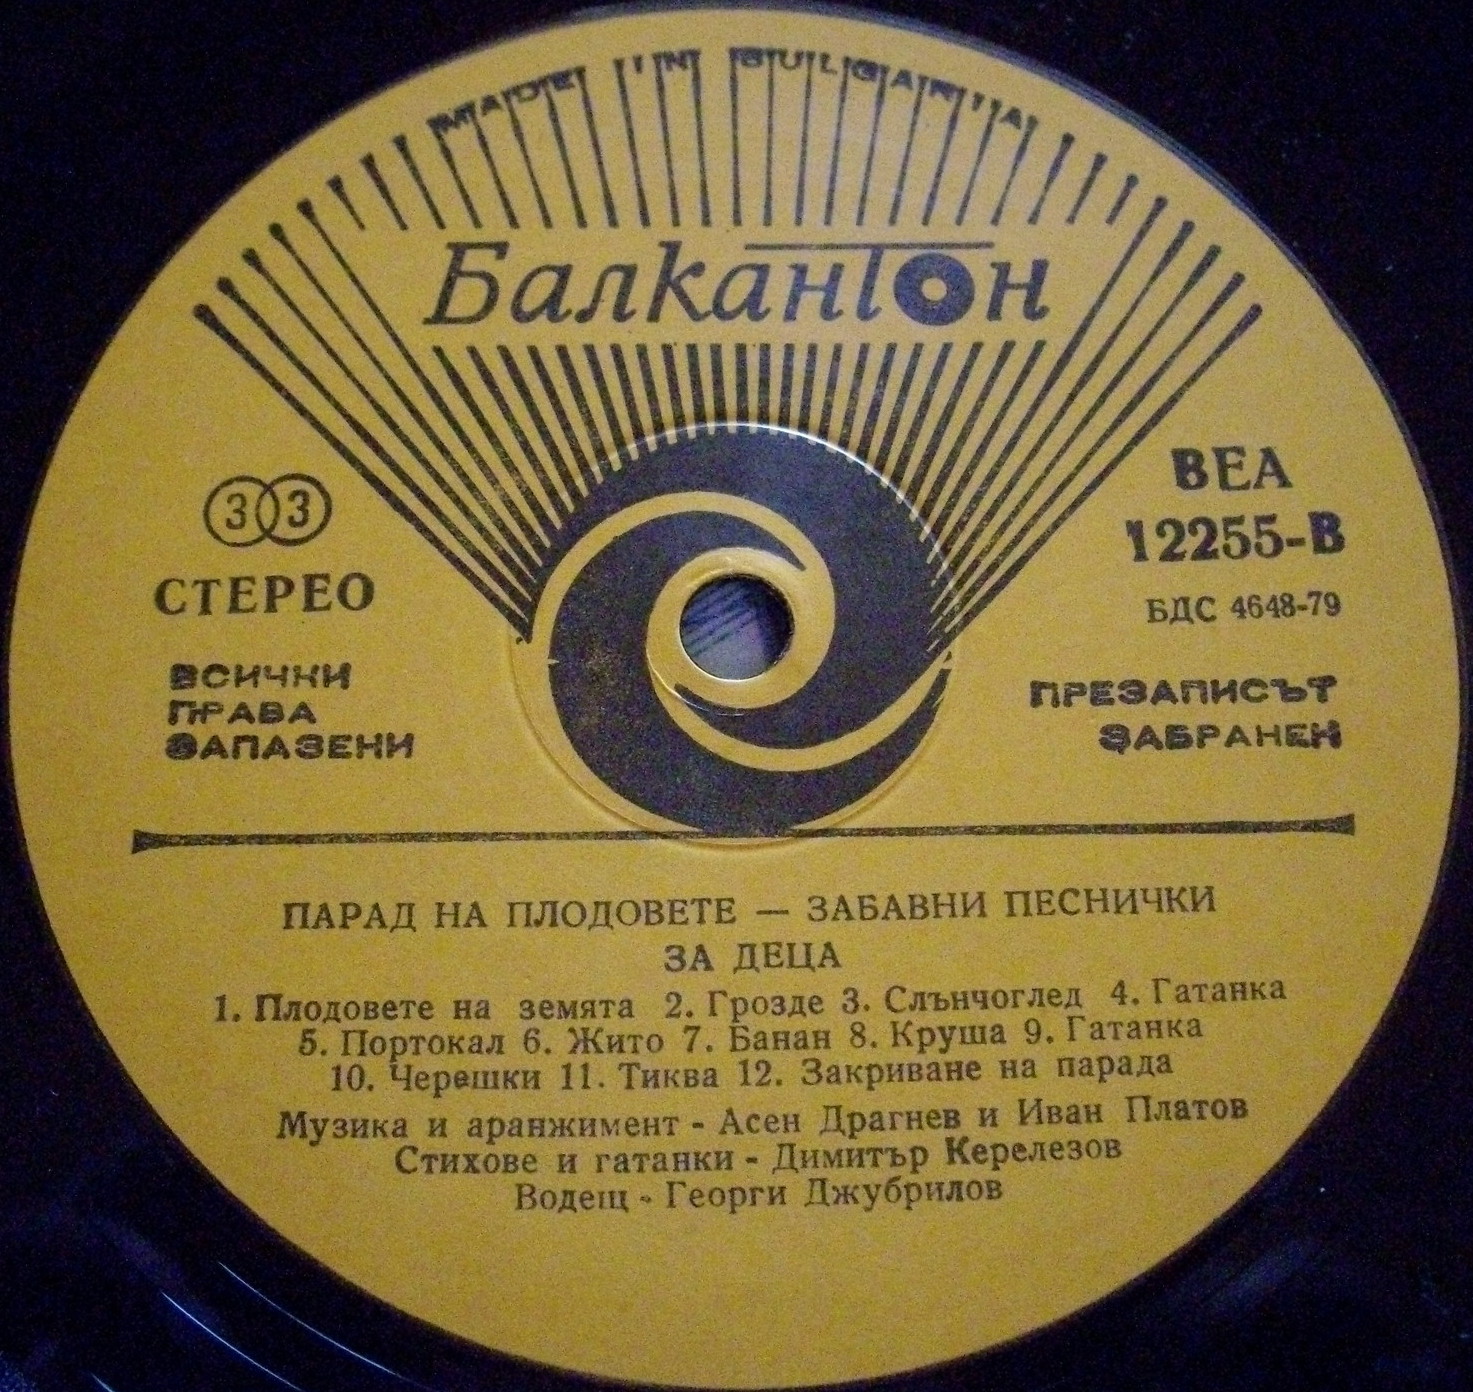 MADE IN BULGARIA
Балкантон
33
СТЕРЕО
ВСИЧКИ
ПРАВА
ЗАПАЗЕНИ
ВЕА
12255-В
БДС 4648-79
ПРЕЗАПИСЪТ
ЗАБРАНЕН
ПАРАД НА ПЛОДОВЕТЕ — ЗАБАВНИ ПЕСНИЧКИ
ЗА ДЕЦА
1. Плодовете на земята 2. Грозде 3. Слънчоглед 4. Гатанка
5. Портокал 6. Жито 7. Банан 8. Круша 9. Гатанка
10. Черешки 11. Тиква 12. Закриване на парада
Музика и аранжимент - Асен Драгнев и Иван Платов
Стихове и гатанки - Димитър Керелезов
Водещ - Георги Джубрилов